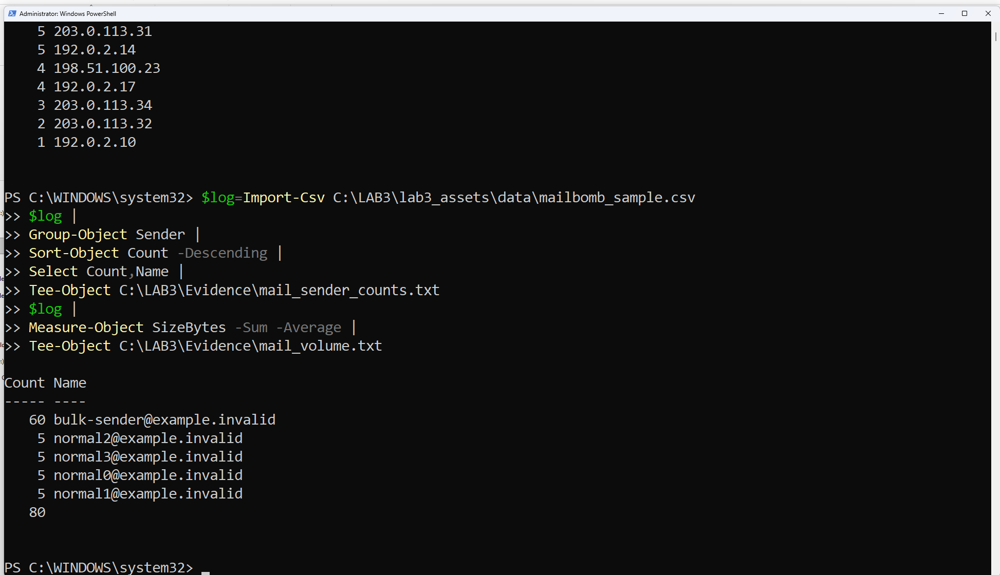 Administrator: Windows PowerShell
5 203.0.113.31
5 192.0.2.14
4 198.51.100.23
4 192.0.2.17
3 203.0.113.34
2 203.0.113.32
1 192.0.2.10
PS C:\WINDOWS\system32> $log=Import-Csv C:\LAB3\lab3_assets\data\mailbomb_sample.csv
>> $log |
>> Group-Object Sender |
>> Sort-Object Count -Descending |
>> Select Count,Name |
>> Tee-Object C:\LAB3\Evidence\mail_sender_counts.txt
>> $log |
>> Measure-Object SizeBytes -Sum -Average |
>> Tee-Object C:\LAB3\Evidence\mail_volume.txt
Count Name
----- ----
60 bulk-sender@example.invalid
5 normal2@example.invalid
5 normal3@example.invalid
5 normal0@example.invalid
5 normal1@example.invalid
80
PS C:\WINDOWS\system32> _